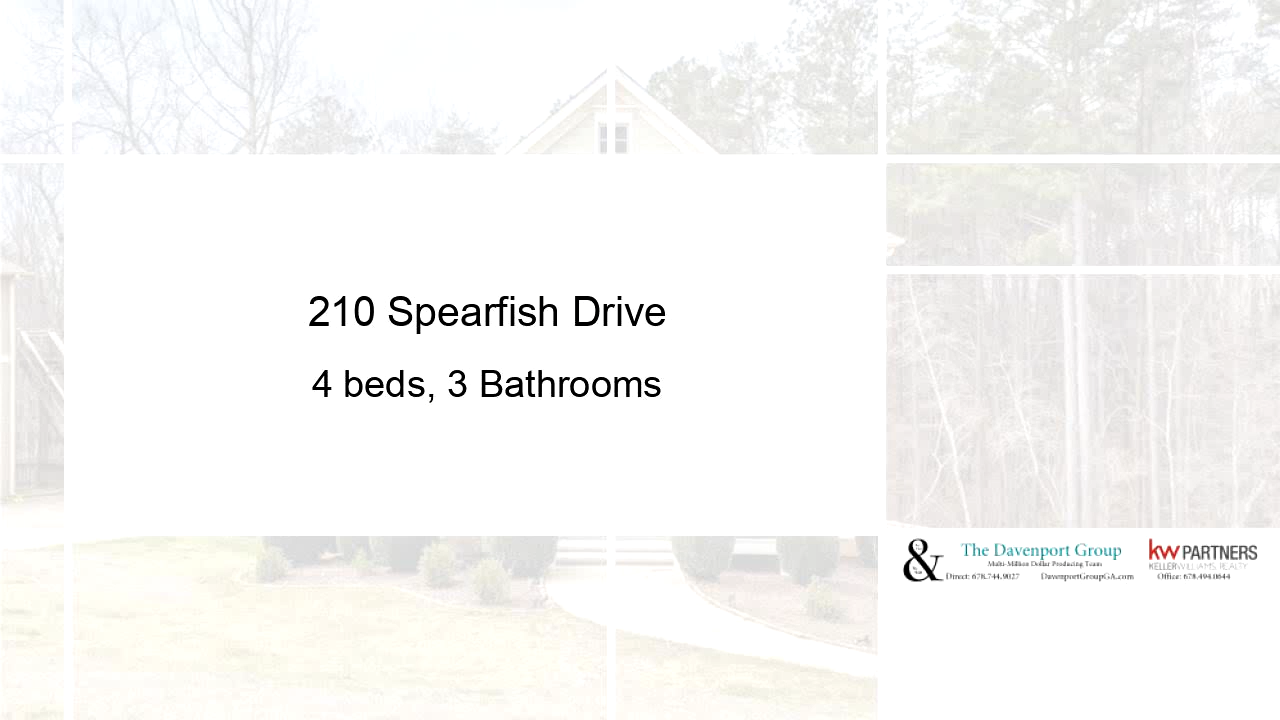 210 Spearfish Drive
4 beds, 3 Bathrooms
&
The Davenport Group
Multi-Million Dollar Producing Team
Direct: 678.744.9027 DavenportGroupGA.com
kw PARTNERS
KELLERWILLIAMS. REALTY
Office: 678.494.0644